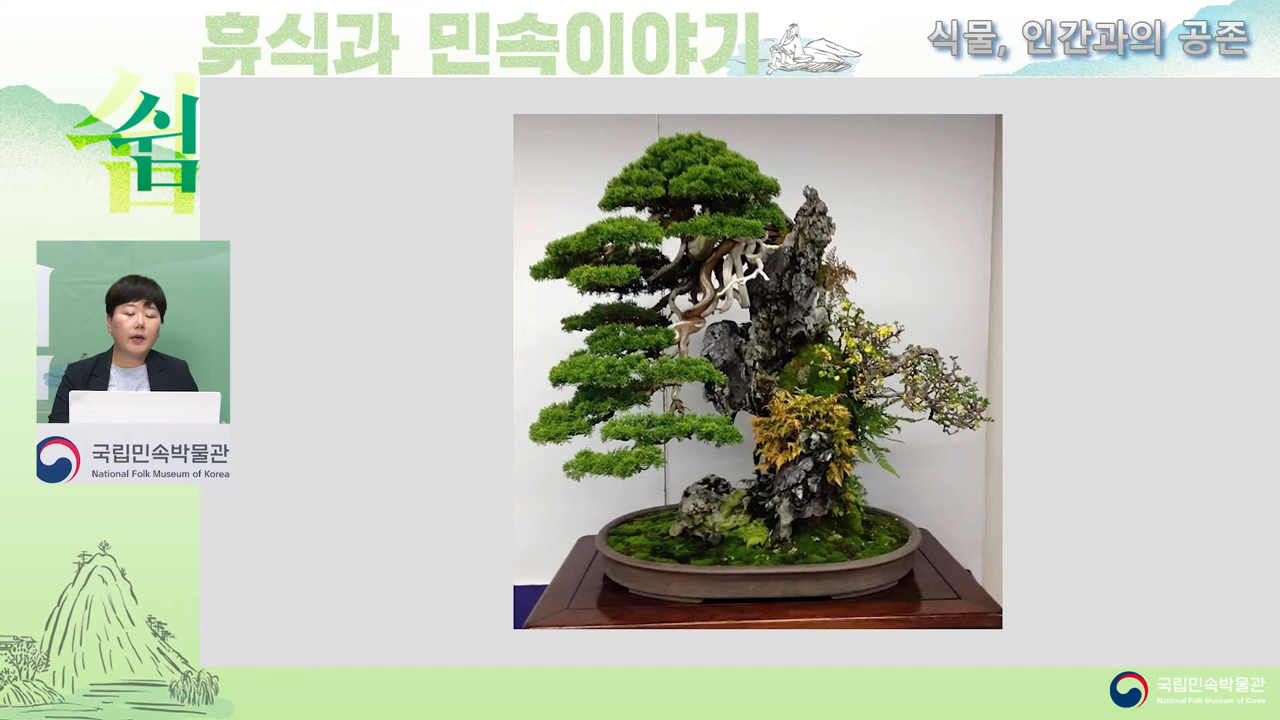 휴식과 민속이야기
식물, 인간과의 공존
쉼
국립민속박물관
National Folk Museum of Korea
국립민속박물관
National Folk Museum of Korea